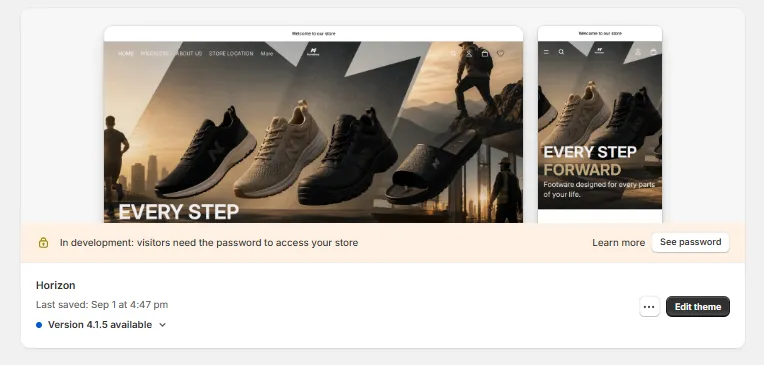 Welcome to our store
HOME PRODUCTS ABOUT US STORE LOCATION More
EVERY STEP
Welcome to our store
EVERY STEP
FORWARD
Footware designed for every parts
of your life.
In development: visitors need the password to access your store
Learn more
See password
Horizon
Last saved: Sep 1 at 4:47 pm
Version 4.1.5 available
Edit theme